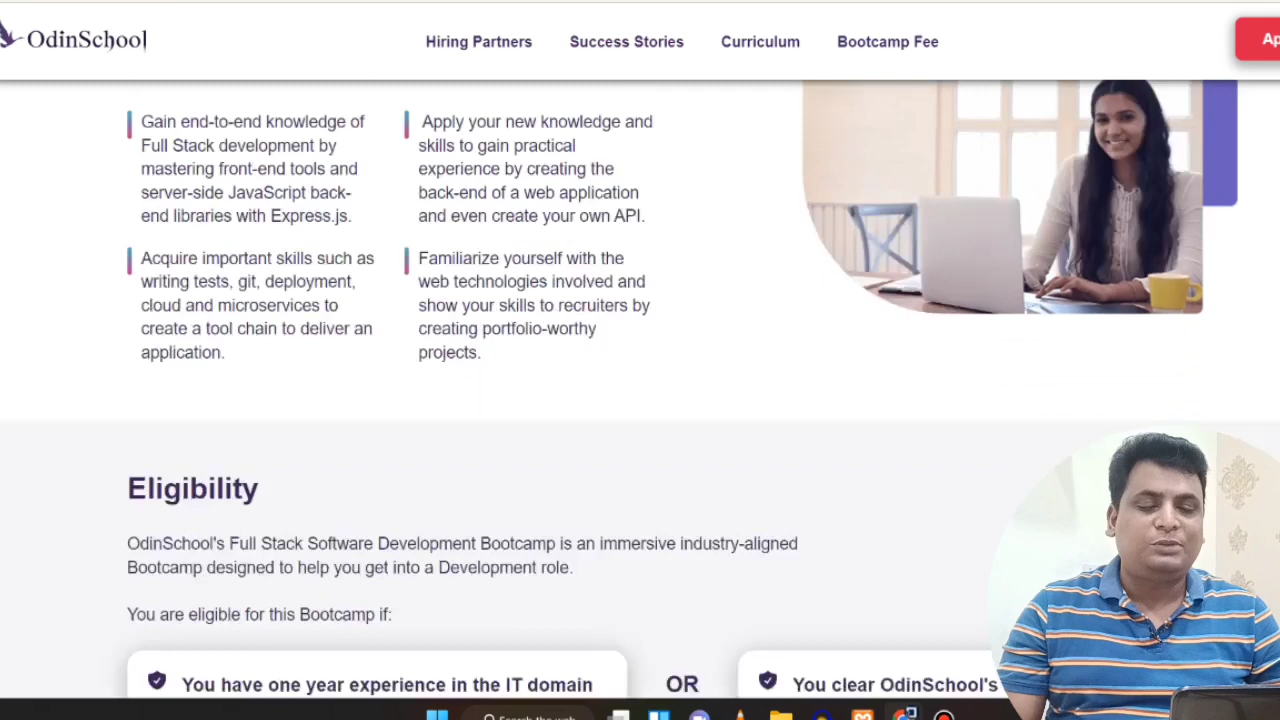 OdinSchool
Hiring Partners
Success Stories
Curriculum
Bootcamp Fee
Gain end-to-end knowledge of
Full Stack development by
mastering front-end tools and
server-side JavaScript back-
end libraries with Express.js.
Apply your new knowledge and
skills to gain practical
experience by creating the
back-end of a web application
and even create your own API.
Acquire important skills such as
writing tests, git, deployment,
cloud and microservices to
create a tool chain to deliver an
application.
Familiarize yourself with the
web technologies involved and
show your skills to recruiters by
creating portfolio-worthy
projects.
Eligibility
OdinSchool's Full Stack Software Development Bootcamp is an immersive industry-aligned
Bootcamp designed to help you get into a Development role.
You are eligible for this Bootcamp if:
You have one year experience in the IT domain
OR
You clear OdinSchool's
Search the web